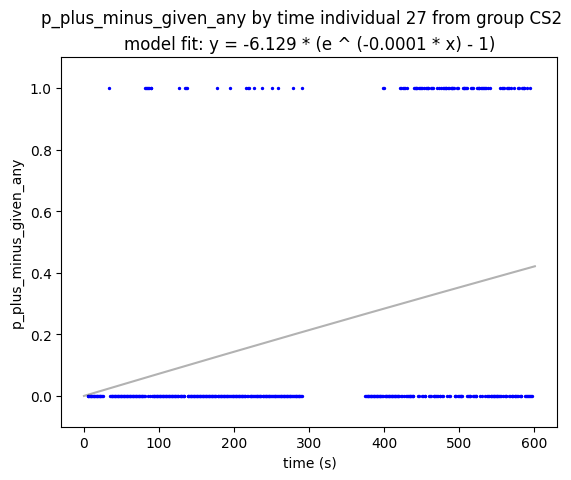 p_plus_minus_given_any by time individual 27 from group CS2
model fit: y = -6.129 * (e ^ (-0.0001 * x) - 1)
1.0
0.8
0.6
0.4
0.2
0.0
p_plus_minus_given_any
0 100 200 300 400 500 600
time (s)